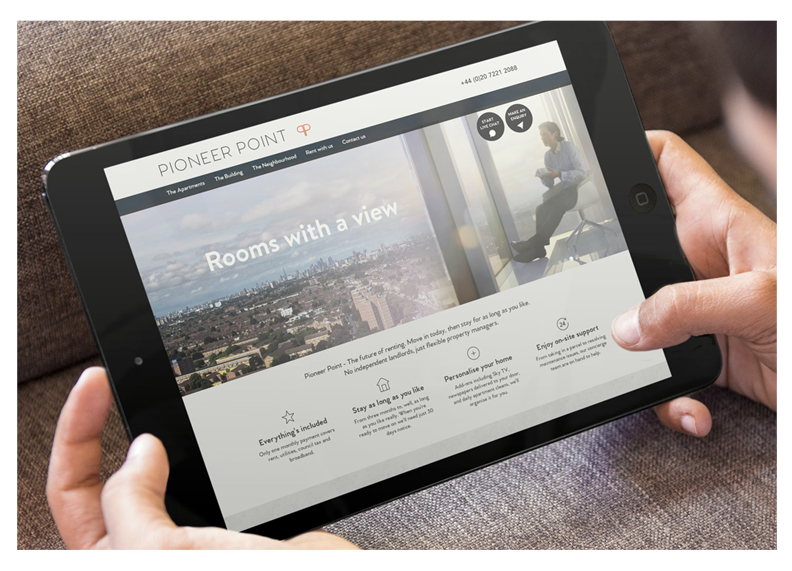 +44 (0)20 7221 2088
PIONEER POINT
The Apartments The Building The Neighbourhood Rent with us Contact us
START
LIVE CHAT
MAKE AN
ENQUIRY
Rooms with a view
Pioneer Point - The future of renting. Move in today, then stay for as long as you like.
No independent landlords, just flexible property managers.
Everything's included
Only one monthly payment covers
rent, utilities, council tax and
broadband.
Stay as long as you like
From three months to, well, as long
as you like really. When you're
ready to move on we'll need just 30
days notice.
Personalise your home
Add-ons including Sky TV,
newspapers delivered to your door,
and daily apartment cleans, we'll
organise it for you.
24
Enjoy on-site support
From taking in a parcel to resolving
maintenance issues, our concierge
team are on hand to help.